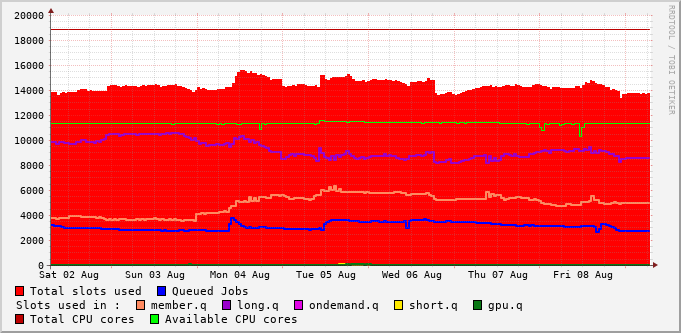 RRDTOOL / TOBI OETIKER
20000
18000
16000
14000
12000
10000
8000
6000
4000
2000
0
Sat 02 Aug Sun 03 Aug Mon 04 Aug Tue 05 Aug Wed 06 Aug Thu 07 Aug Fri 08 Aug
Total slots used Queued Jobs
Slots used in : member.q long.q ondemand.q short.q gpu.q
Total CPU cores Available CPU cores